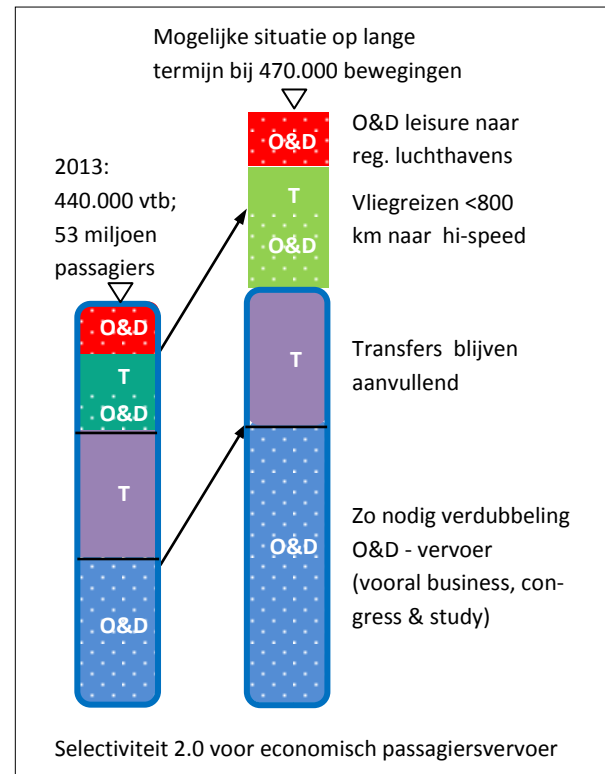 Mogelijke situatie op lange
termijn bij 470.000 bewegingen
2013:
440.000 vtb;
53 miljoen
passagiers
O&D
T
O&D
T
O&D
O&D
T
O&D
T
O&D
O&D leisure naar
reg. luchthavens
Vliegreizen <800
km naar hi-speed
Transfers blijven
aanvullend
Zo nodig verdubbeling
O&D - vervoer
(vooral business, con-
gress & study)
Selectiviteit 2.0 voor economisch passagiersvervoer